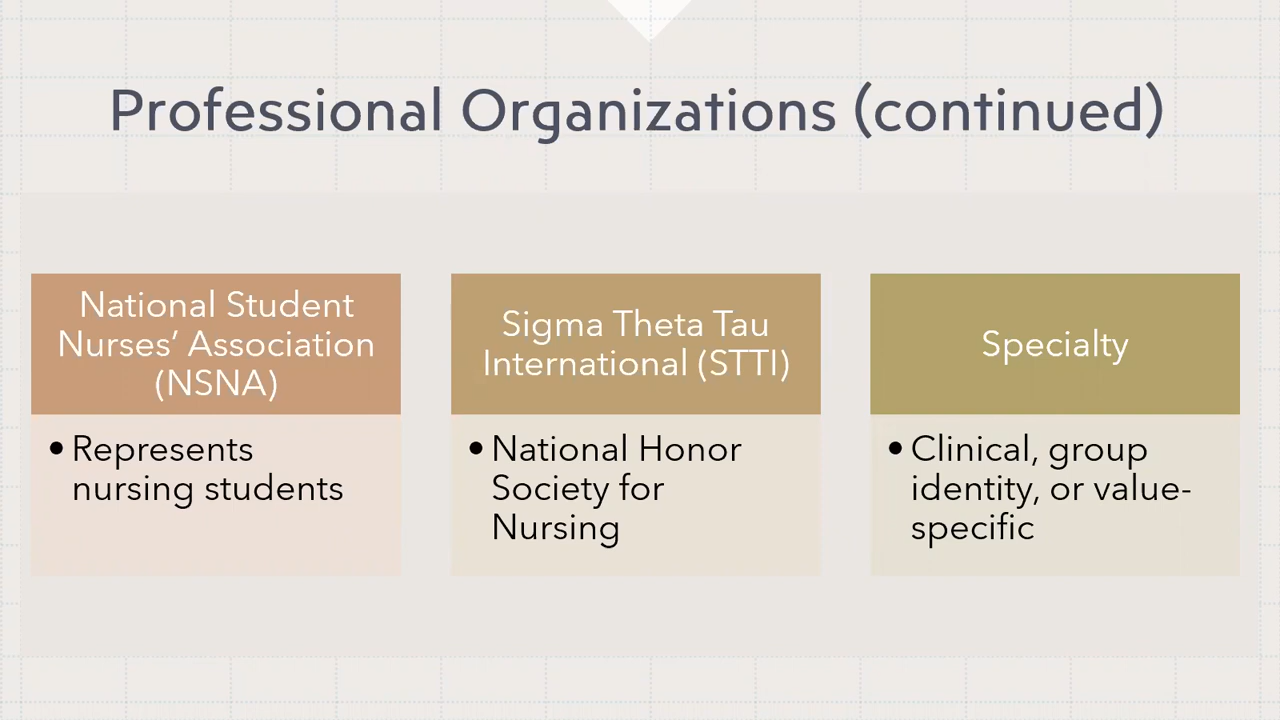 Professional Organizations (continued)
National Student
Nurses’ Association
(NSNA)
• Represents
nursing students
Sigma Theta Tau
International (STTI)
• National Honor
Society for
Nursing
Specialty
• Clinical, group
identity, or value-
specific